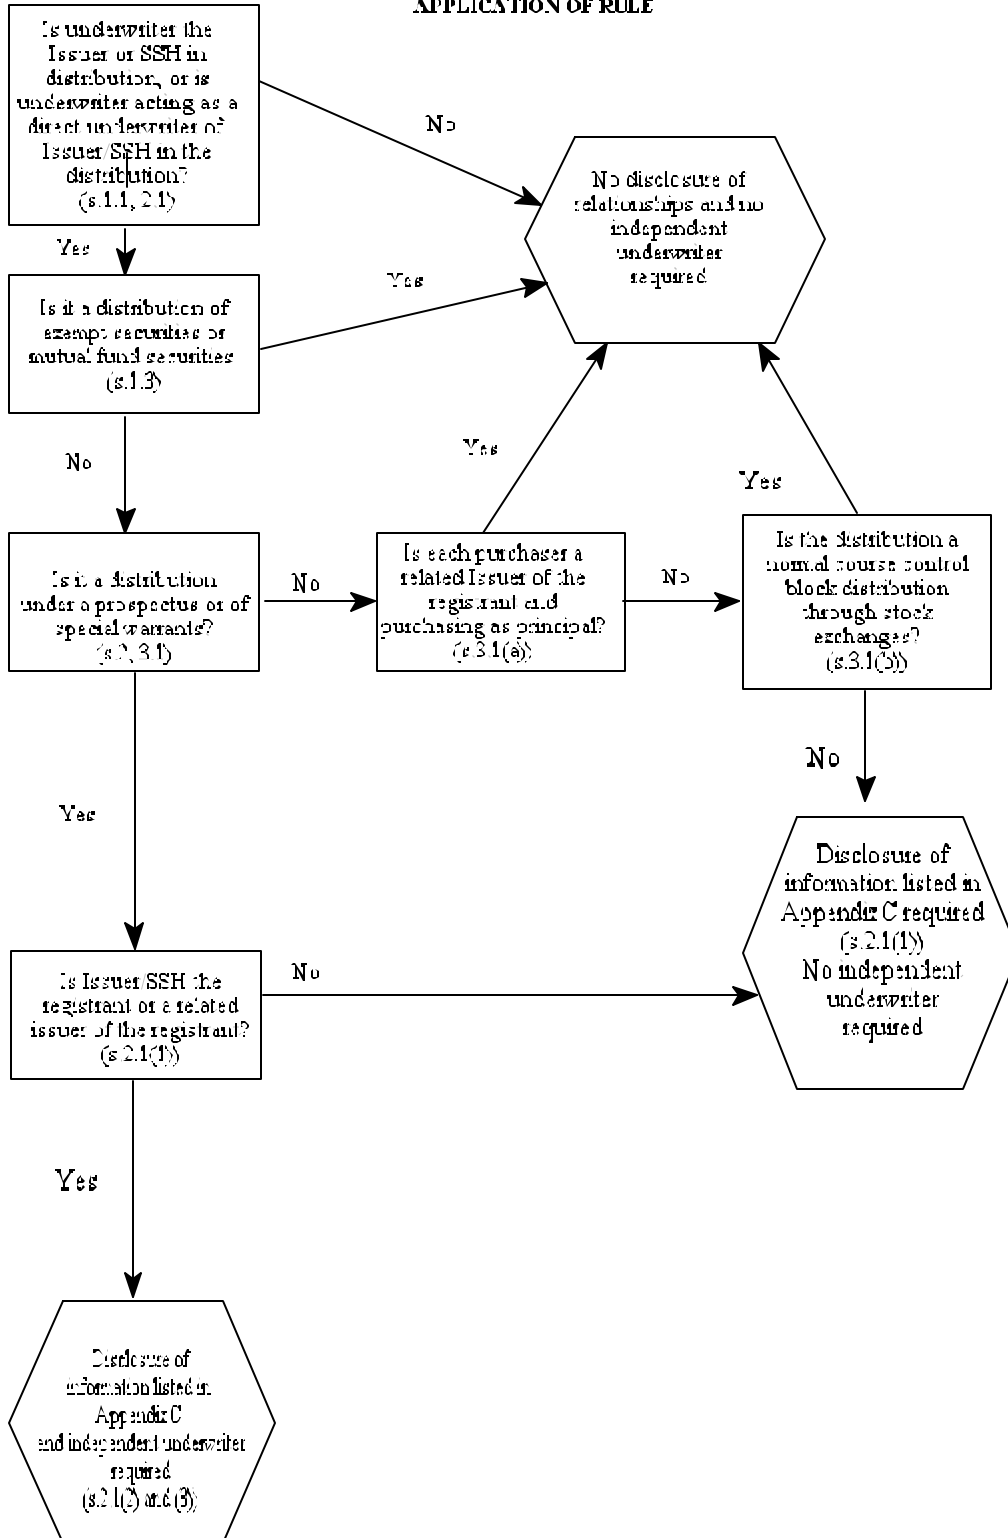 APPLICATION OF RULE
Is underwriter the
Issuer or SSH in
distribution, or is
underwriter acting as a
direct underwriter of
Issuer/SSH in the
distribution?
(s.1.1, 2.1)
No
No disclosure of
relationships and no
independent
underwriter
required
Yes
Is it a distribution of
exempt securities or
mutual fund securities
(s.1.3)
Yes
No
Yes
Yes
Is it a distribution
under a prospectus or of
special warrants?
(s.2, 3.1)
No
Is each purchaser a
related Issuer of the
registrant and
purchasing as principal?
(s.3.1(a))
No
Is the distribution a
normal course control
block distribution
through stock
exchanges?
(s.3.1(b))
No
Yes
Disclosure of
information listed in
Appendix C required
(s.2.1(1))
No independent
underwriter
required
Is Issuer/SSH the
registrant or a related
issuer of the registrant?
(s.2.1(1))
No
Yes
Disclosure of
information listed in
Appendix C
and independent underwriter
required
(s.2.1(2) and (3))